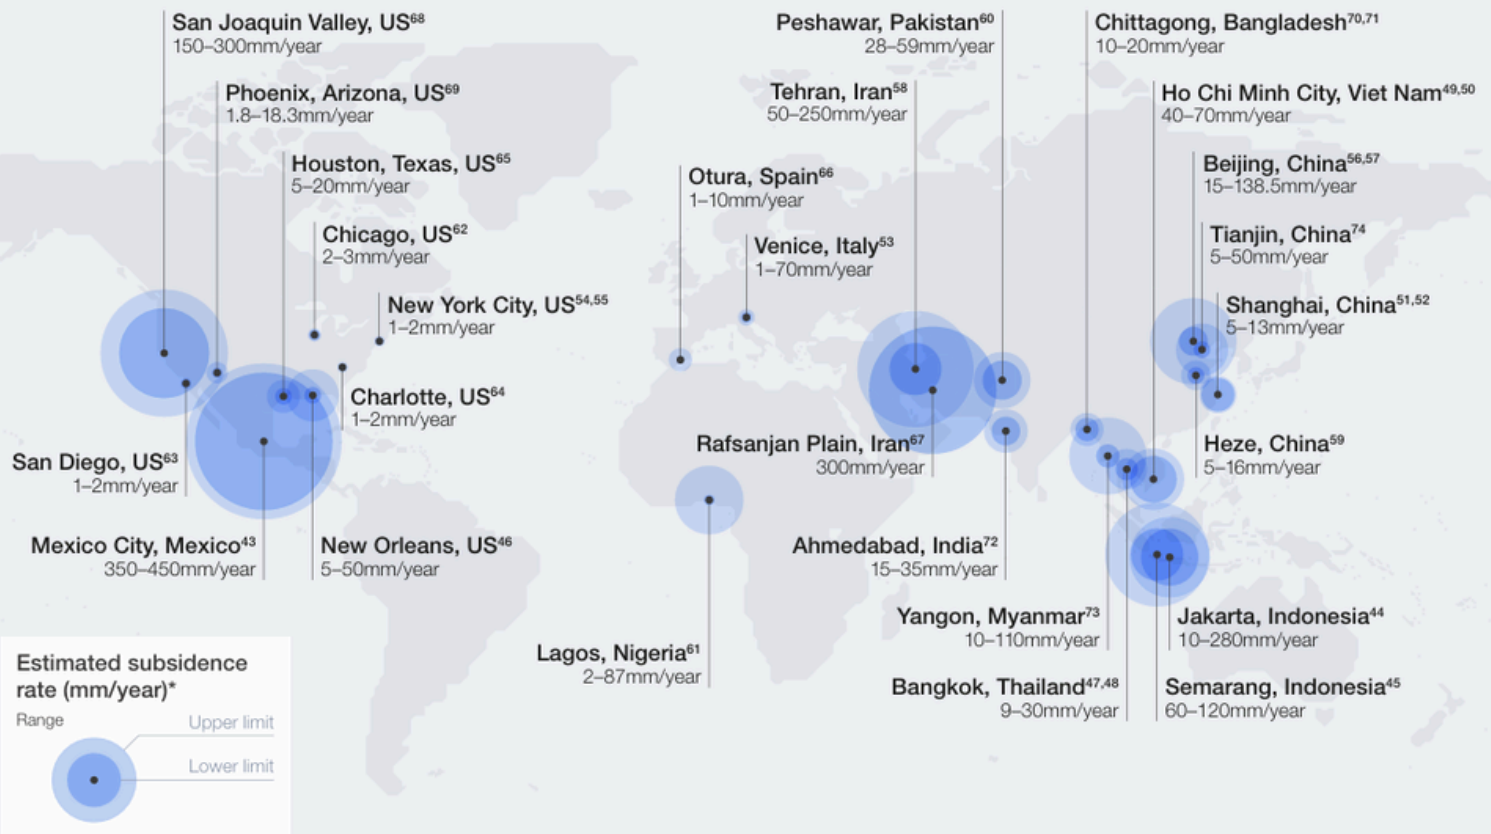 San Joaquin Valley, US68
150–300mm/year
Phoenix, Arizona, US69
1.8–18.3mm/year
Houston, Texas, US65
5–20mm/year
Chicago, US62
2–3mm/year
New York City, US54,55
1–2mm/year
Charlotte, US64
1–2mm/year
San Diego, US63
1–2mm/year
Mexico City, Mexico43
350–450mm/year
New Orleans, US46
5–50mm/year
Peshawar, Pakistan60
28–59mm/year
Tehran, Iran58
50–250mm/year
Otura, Spain66
1–10mm/year
Venice, Italy53
1–70mm/year
Rafsanjan Plain, Iran67
300mm/year
Ahmedabad, India72
15–35mm/year
Lagos, Nigeria61
2–87mm/year
Chittagong, Bangladesh70,71
10–20mm/year
Ho Chi Minh City, Viet Nam49,50
40–70mm/year
Beijing, China56,57
15–138.5mm/year
Tianjin, China74
5–50mm/year
Shanghai, China51,52
5–13mm/year
Heze, China59
5–16mm/year
Yangon, Myanmar73
10–110mm/year
Jakarta, Indonesia44
10–280mm/year
Bangkok, Thailand47,48
9–30mm/year
Semarang, Indonesia45
60–120mm/year
Estimated subsidence
rate (mm/year)*
Range
Upper limit
Lower limit